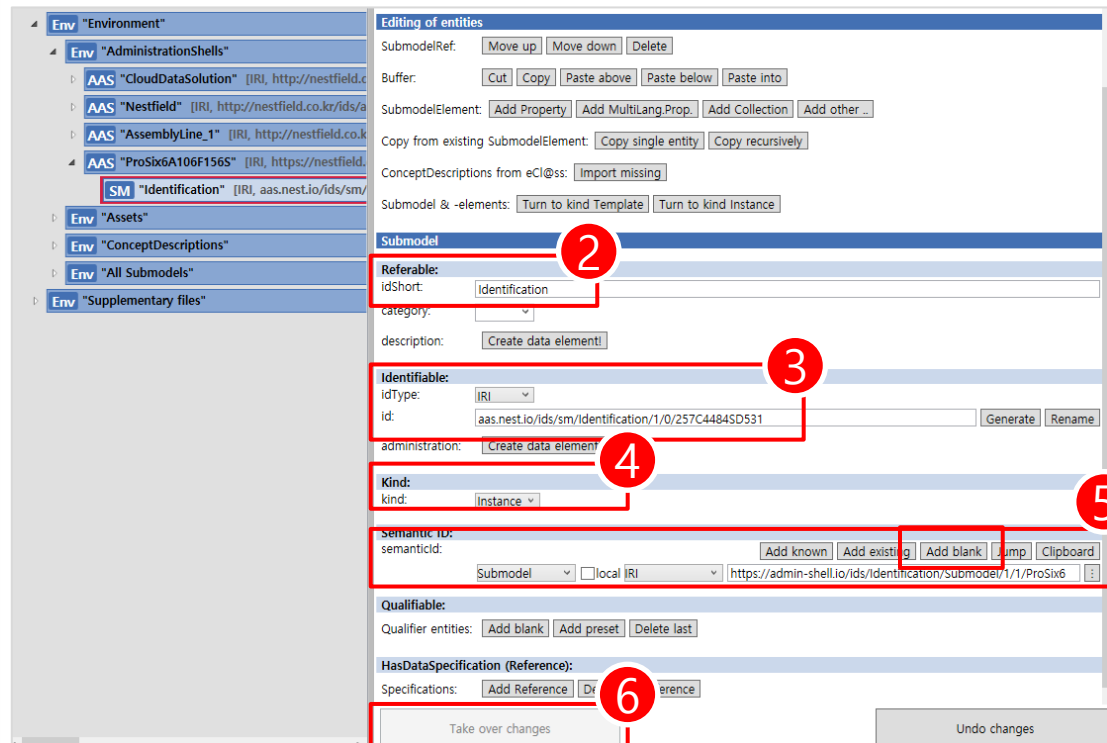 Env "Environment"
Env "AdministrationShells"
AAS "CloudDataSolution" [IRI, http://nestfield.c
AAS "Nestfield" [IRI, http://nestfield.co.kr/ids/a
AAS "AssemblyLine_1" [IRI, http://nestfield.co.k
AAS "ProSix6A106F156S" [IRI, https://nestfield.
SM "Identification" [IRI, aas.nest.io/ids/sm/
Env "Assets"
Env "ConceptDescriptions"
Env "All Submodels"
Env "Supplementary files"
Editing of entities
SubmodelRef: Move up Move down Delete
Buffer: Cut Copy Paste above Paste below Paste into
SubmodelElement: Add Property Add MultiLang.Prop. Add Collection Add other ..
Copy from existing SubmodelElement: Copy single entity Copy recursively
ConceptDescriptions from eCl@ss: Import missing
Submodel & -elements: Turn to kind Template Turn to kind Instance
Submodel
2
Referable:
idShort: Identification
category:
description: Create data element!
3
Identifiable:
idType: IRI
id: aas.nest.io/ids/sm/Identification/1/0/257C4484SD531 Generate Rename
administration: Create data element
4
Kind:
kind: Instance
5
Semantic ID:
semanticId: Add known Add existing Add blank Jump Clipboard
Submodel local IRI https://admin-shell.io/ids/Identification/Submodel/1/1/ProSix6
Qualifiable:
Qualifier entities: Add blank Add preset Delete last
HasDataSpecification (Reference):
Specifications: Add Reference
6
Take over changes Undo changes